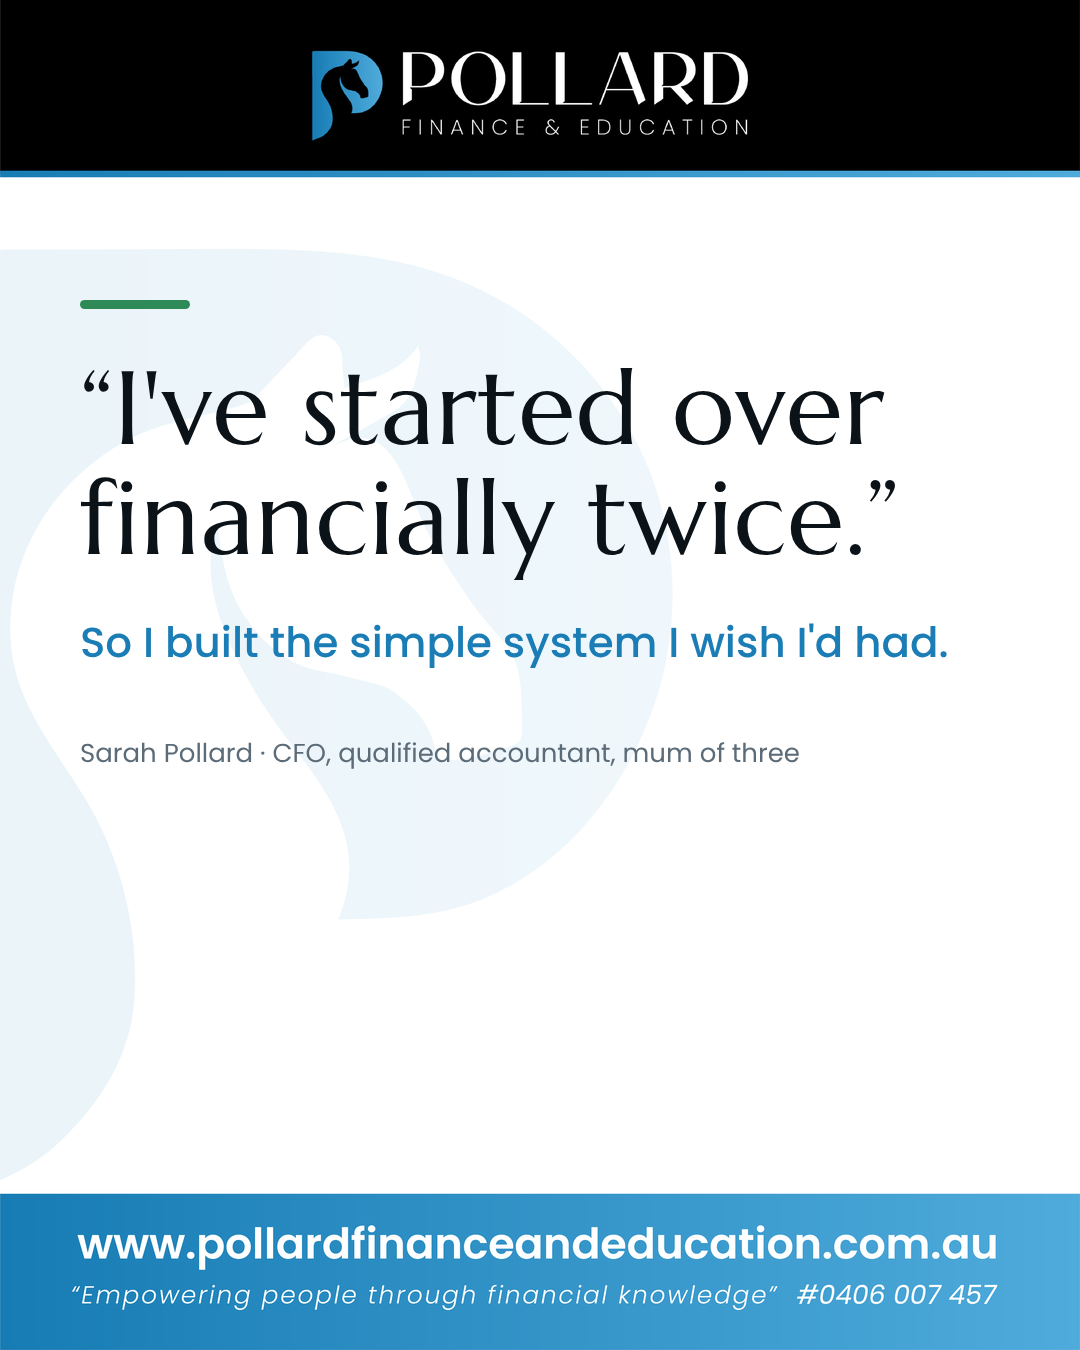 POLLARD
FINANCE & EDUCATION
“I've started over
financially twice.”
So I built the simple system I wish I'd had.
Sarah Pollard · CFO, qualified accountant, mum of three
www.pollardfinanceandeducation.com.au
“Empowering people through financial knowledge” #0406 007 457